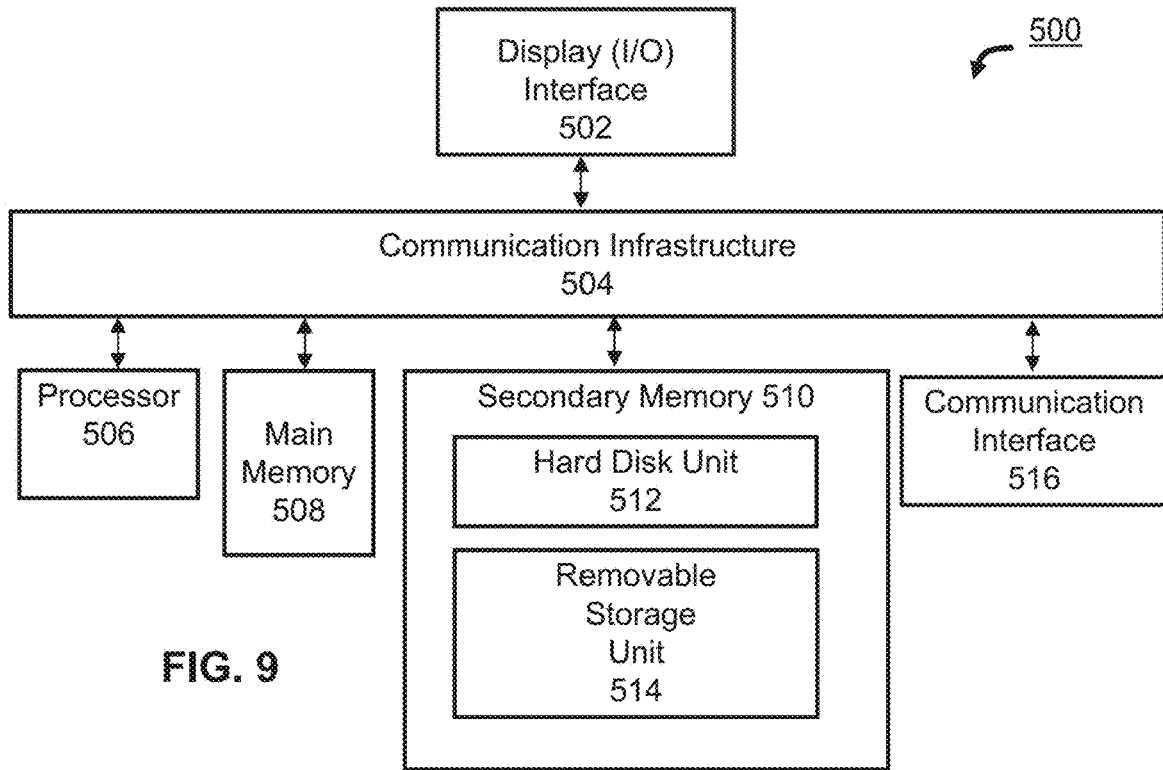 500
Display (I/O)
Interface
502
Communication Infrastructure
504
Processor
506
Main
Memory
508
Secondary Memory 510
Hard Disk Unit
512
Removable
Storage
Unit
514
Communication
Interface
516
FIG. 9